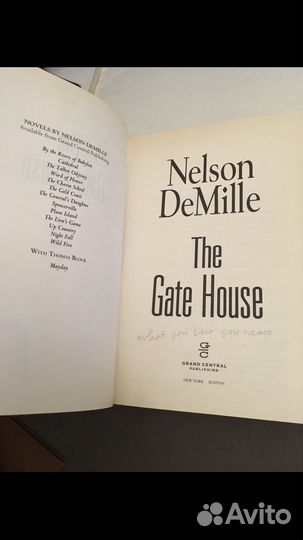 NOVELS BY NELSON DEMILLE
Available from Grand Central Publishing
By the Rivers of Babylon
Cathedral
The Talbot Odyssey
Word of Honor
The Charm School
The Gold Coast
The General's Daughter
Spencerville
Plum Island
The Lion's Game
Up Country
Night Fall
Wild Fire
WITH THOMAS BLOCK
Mayday
Nelson
DeMille
The
Gate House
what you sow you reap
GRAND CENTRAL
PUBLISHING
NEW YORK BOSTON
Avito